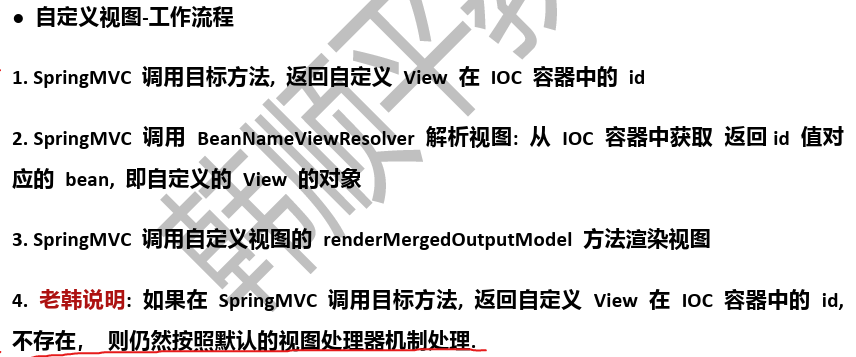 ● 自定义视图-工作流程
1. SpringMVC 调用目标方法, 返回自定义 View 在 IOC 容器中的 id
2. SpringMVC 调用 BeanNameViewResolver 解析视图: 从 IOC 容器中获取 返回 id 值对
应的 bean, 即自定义的 View 的对象
3. SpringMVC 调用自定义视图的 renderMergedOutputModel 方法渲染视图
4. 老韩说明: 如果在 SpringMVC 调用目标方法, 返回自定义 View 在 IOC 容器中的 id,
不存在， 则仍然按照默认的视图处理器机制处理.
韩顺平教